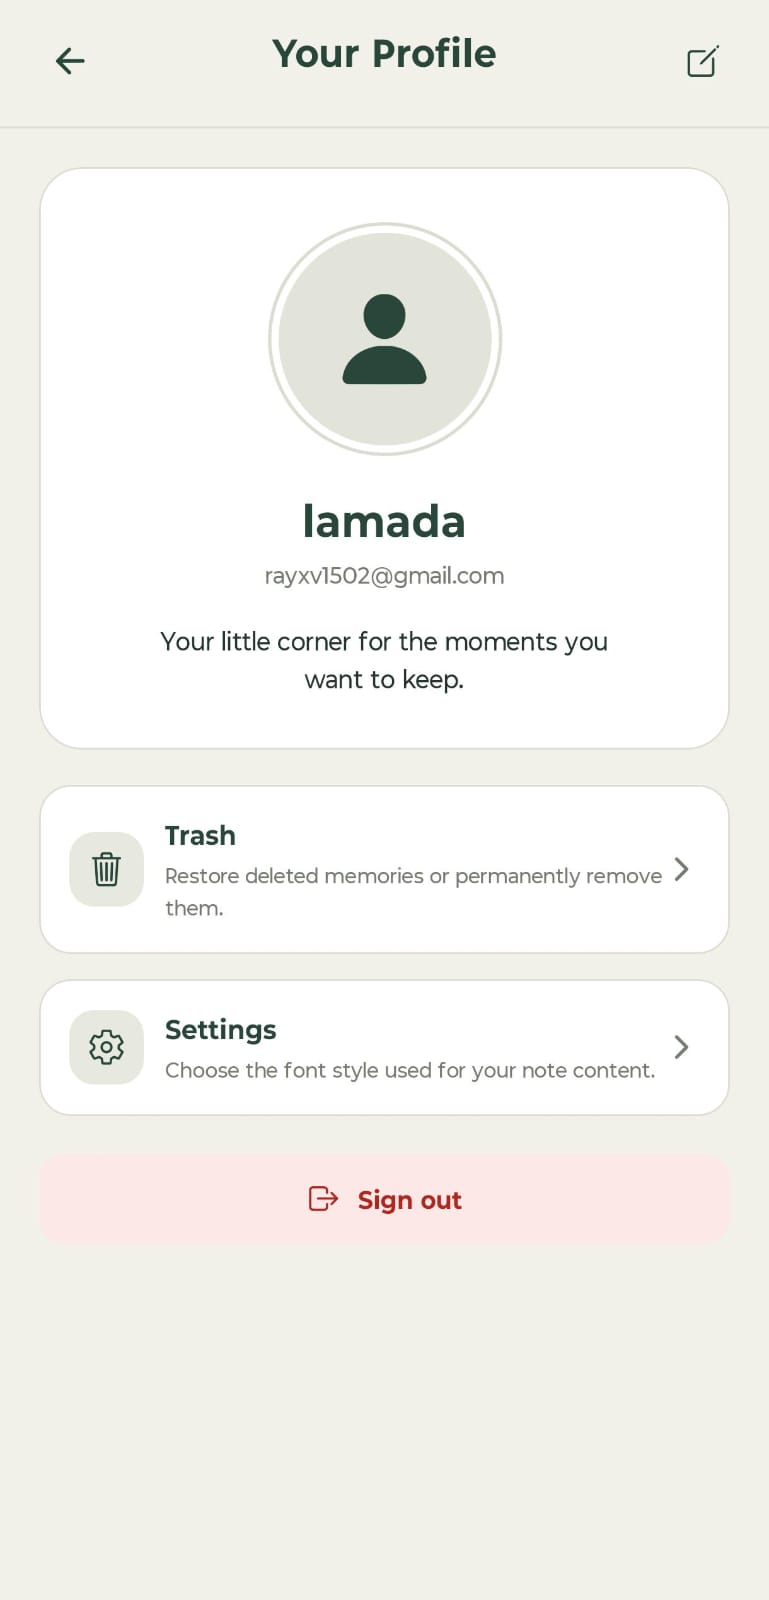 Your Profile
lamada
rayxv1502@gmail.com
Your little corner for the moments you
want to keep.
Trash
Restore deleted memories or permanently remove
them.
Settings
Choose the font style used for your note content.
Sign out